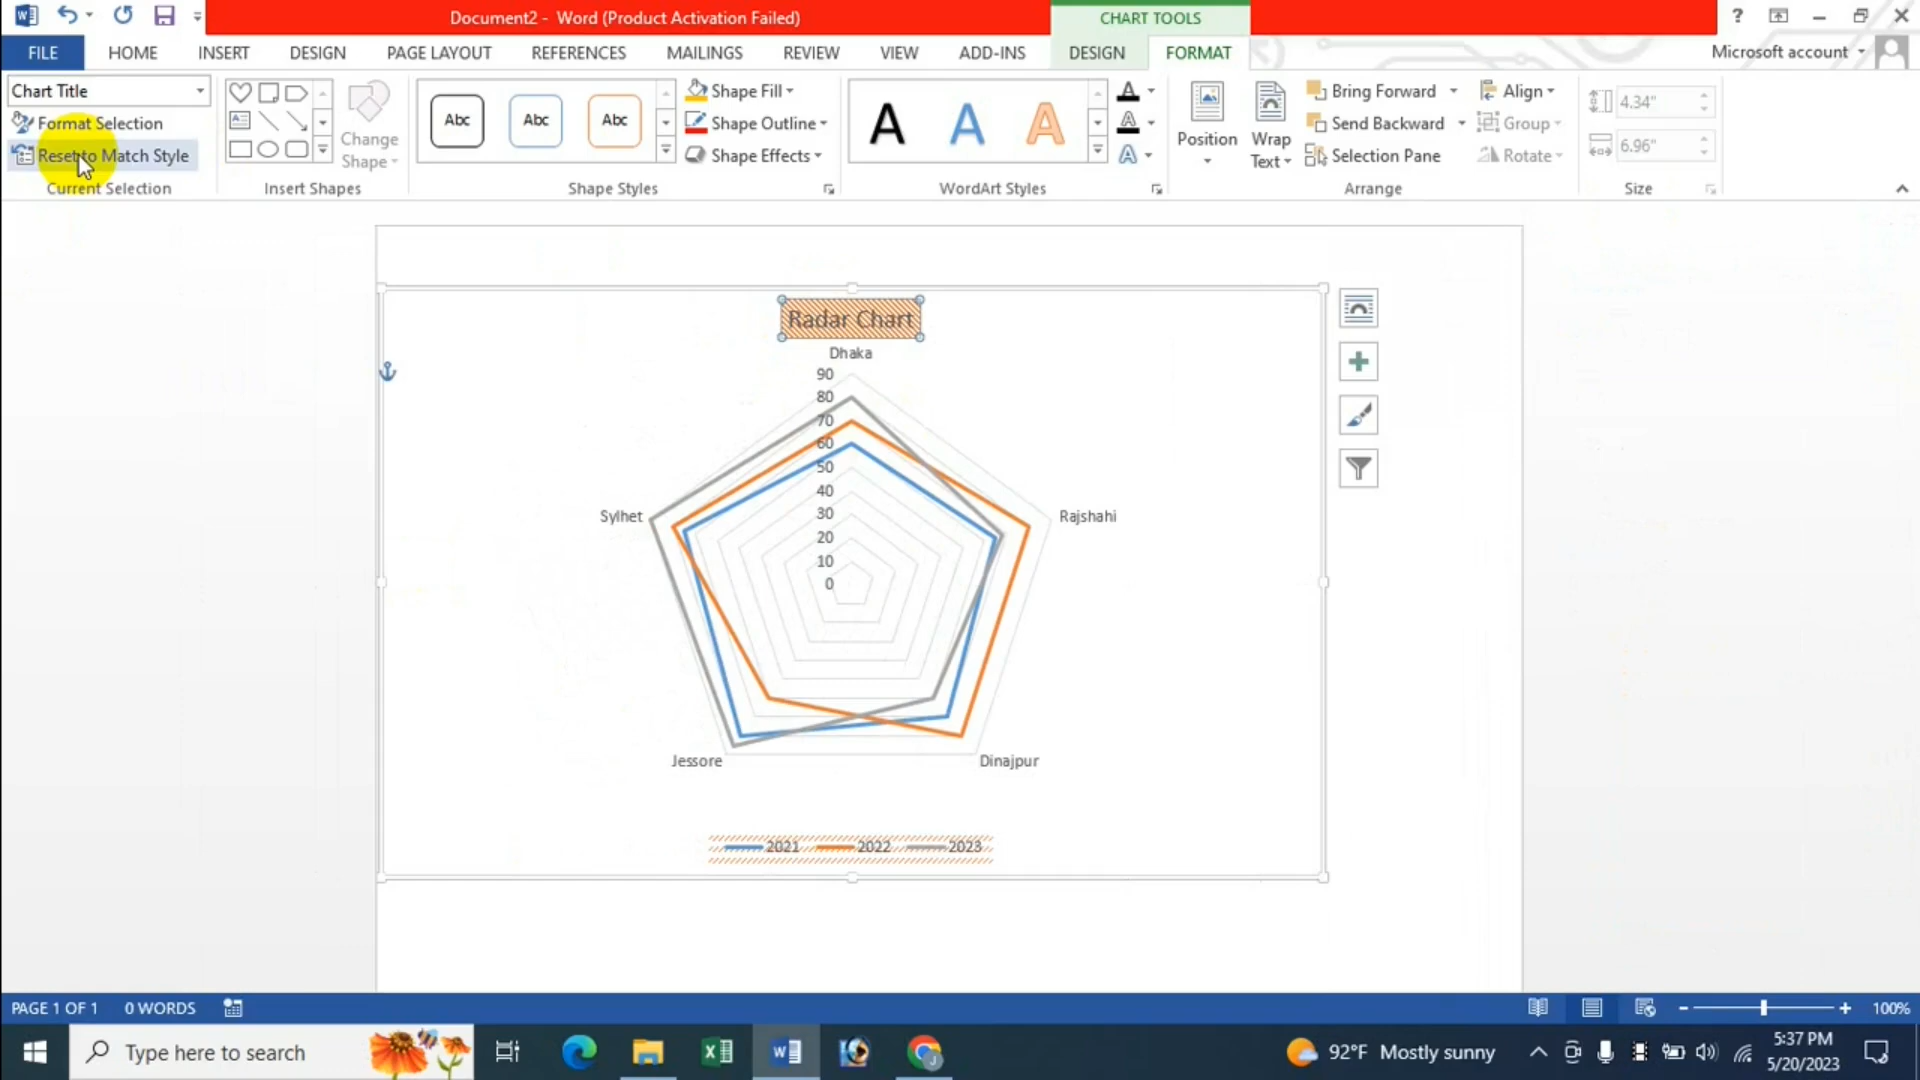 Document2 - Word (Product Activation Failed)
CHART TOOLS
?
FILE
HOME
INSERT
DESIGN
PAGE LAYOUT
REFERENCES
MAILINGS
REVIEW
VIEW
ADD-INS
DESIGN
FORMAT
Microsoft account
Chart Title
Format Selection
Reset to Match Style
Current Selection
Change
Shape
Insert Shapes
Abc
Abc
Abc
Shape Fill
Shape Outline
Shape Effects
Shape Styles
A
A
A
A
A
A
WordArt Styles
Position
Wrap
Text
Bring Forward
Send Backward
Selection Pane
Align
Group
Rotate
Arrange
4.34"
6.96"
Size
Radar Chart
Dhaka
90
80
70
60
50
40
30
20
10
0
Sylhet
Rajshahi
Jessore
Dinajpur
2021
2022
2023
PAGE 1 OF 1
0 WORDS
100%
Type here to search
92°F Mostly sunny
5:37 PM
5/20/2023